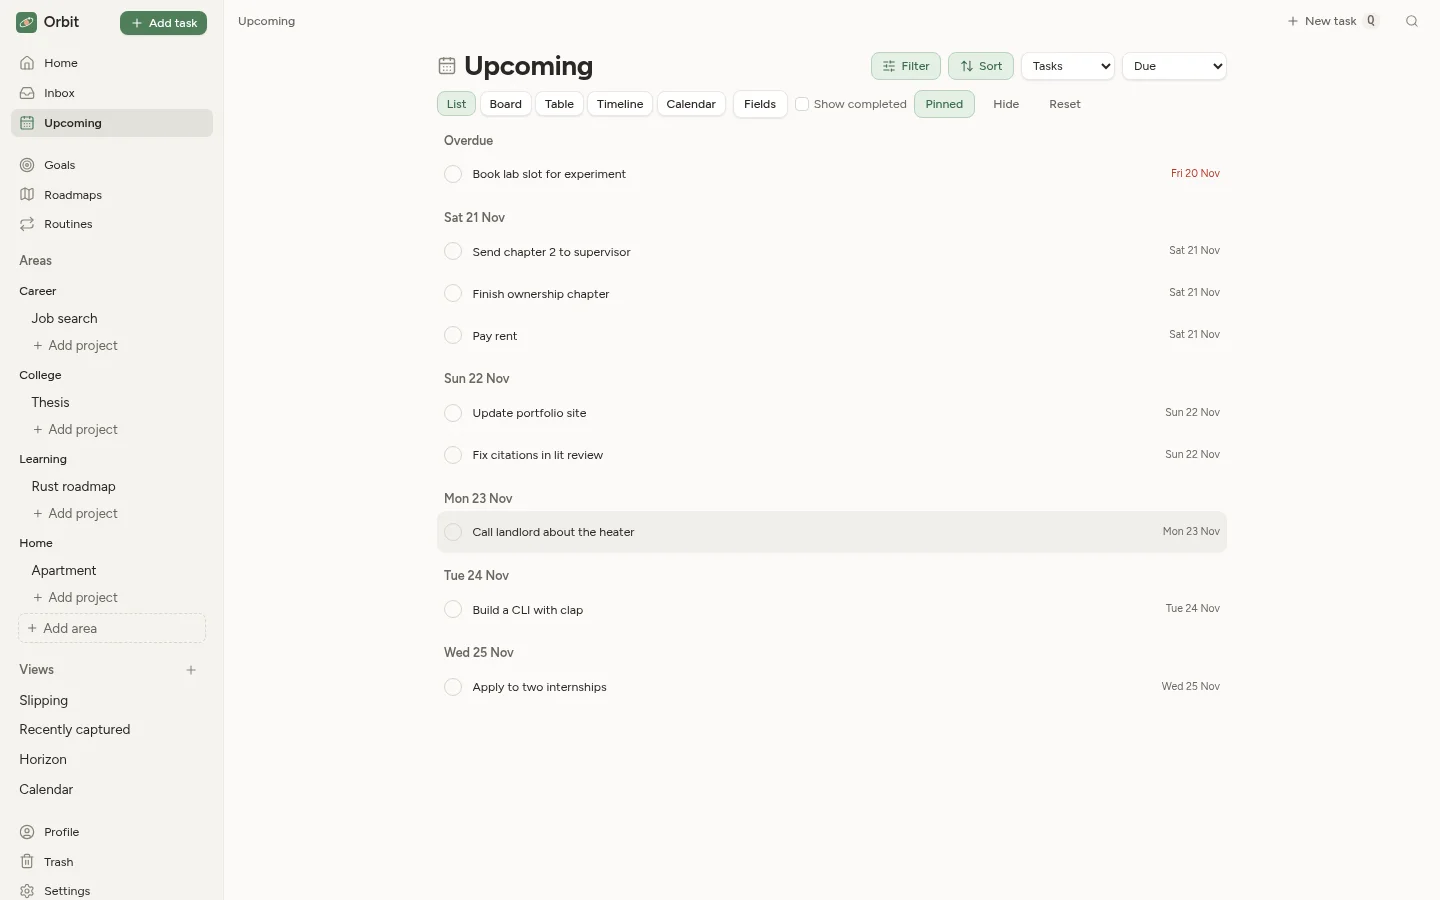 Orbit
Add task
Home
Inbox
Upcoming
Goals
Roadmaps
Routines
Areas
Career
Job search
Add project
College
Thesis
Add project
Learning
Rust roadmap
Add project
Home
Apartment
Add project
Add area
Views
Slipping
Recently captured
Horizon
Calendar
Profile
Trash
Settings
Upcoming
New task Q
Upcoming
Filter Sort Tasks Due
List Board Table Timeline Calendar Fields Show completed Pinned Hide Reset
Overdue
Book lab slot for experiment Fri 20 Nov
Sat 21 Nov
Send chapter 2 to supervisor Sat 21 Nov
Finish ownership chapter Sat 21 Nov
Pay rent Sat 21 Nov
Sun 22 Nov
Update portfolio site Sun 22 Nov
Fix citations in lit review Sun 22 Nov
Mon 23 Nov
Call landlord about the heater Mon 23 Nov
Tue 24 Nov
Build a CLI with clap Tue 24 Nov
Wed 25 Nov
Apply to two internships Wed 25 Nov